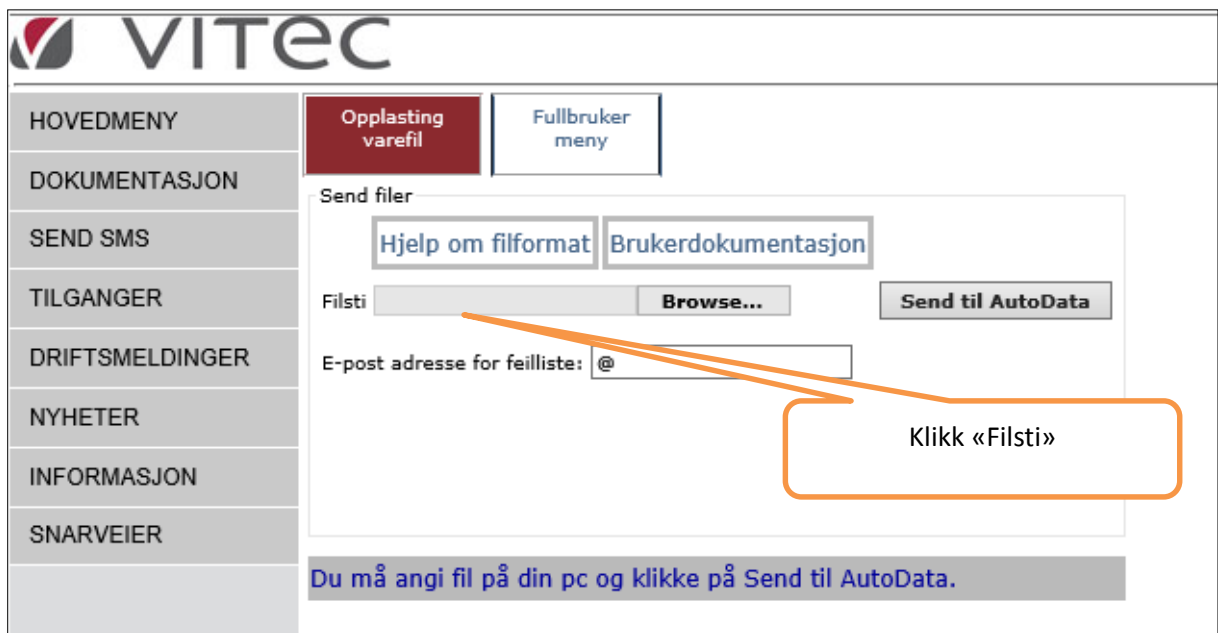 VITEC
HOVEDMENY
DOKUMENTASJON
SEND SMS
TILGANGER
DRIFTSMELDINGER
NYHETER
INFORMASJON
SNARVEIER
Opplasting
varefil
Fullbruker
meny
Send filer
Hjelp om filformat Brukerdokumentasjon
Filsti Browse... Send til AutoData
E-post adresse for feilliste: @
Klikk «Filsti»
Du må angi fil på din pc og klikke på Send til AutoData.